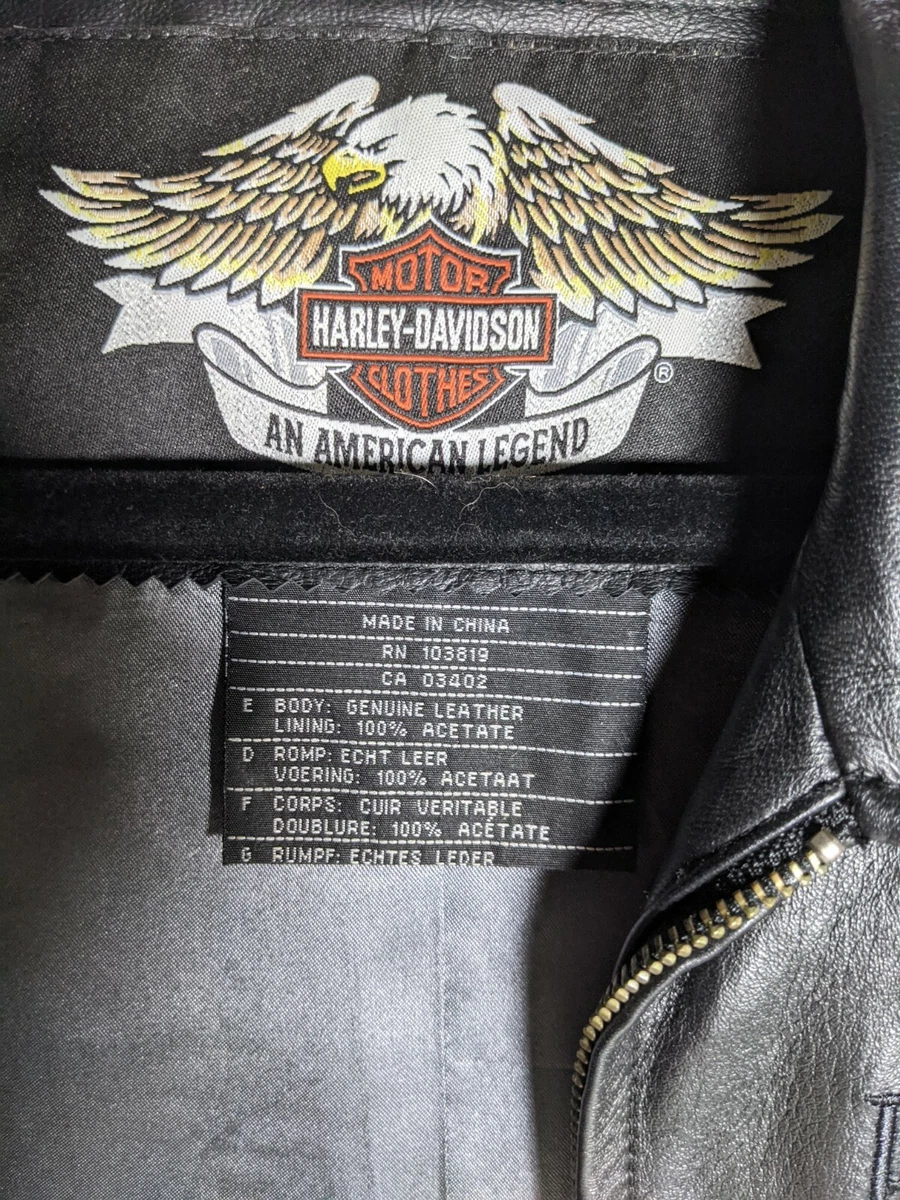 MOTOR
HARLEY-DAVIDSON
CLOTHES
®
AN AMERICAN LEGEND
MADE IN CHINA
RN 103819
CA 03402
E BODY: GENUINE LEATHER
LINING: 100% ACETATE
D ROMP: ECHT LEER
VOERING: 100% ACETAAT
F CORPS: CUIR VERITABLE
DOUBLURE: 100% ACÉTATE
G RUMPF: ECHTES LEDER